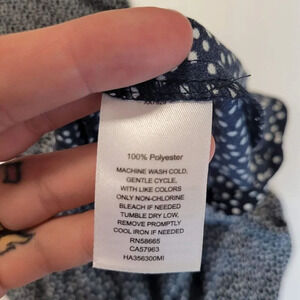 100% Polyester
MACHINE WASH COLD,
GENTLE CYCLE,
WITH LIKE COLORS
ONLY NON-CHLORINE
BLEACH IF NEEDED
TUMBLE DRY LOW,
REMOVE PROMPTLY
COOL IRON IF NEEDED
RN58665
CA57963
HA356300MI